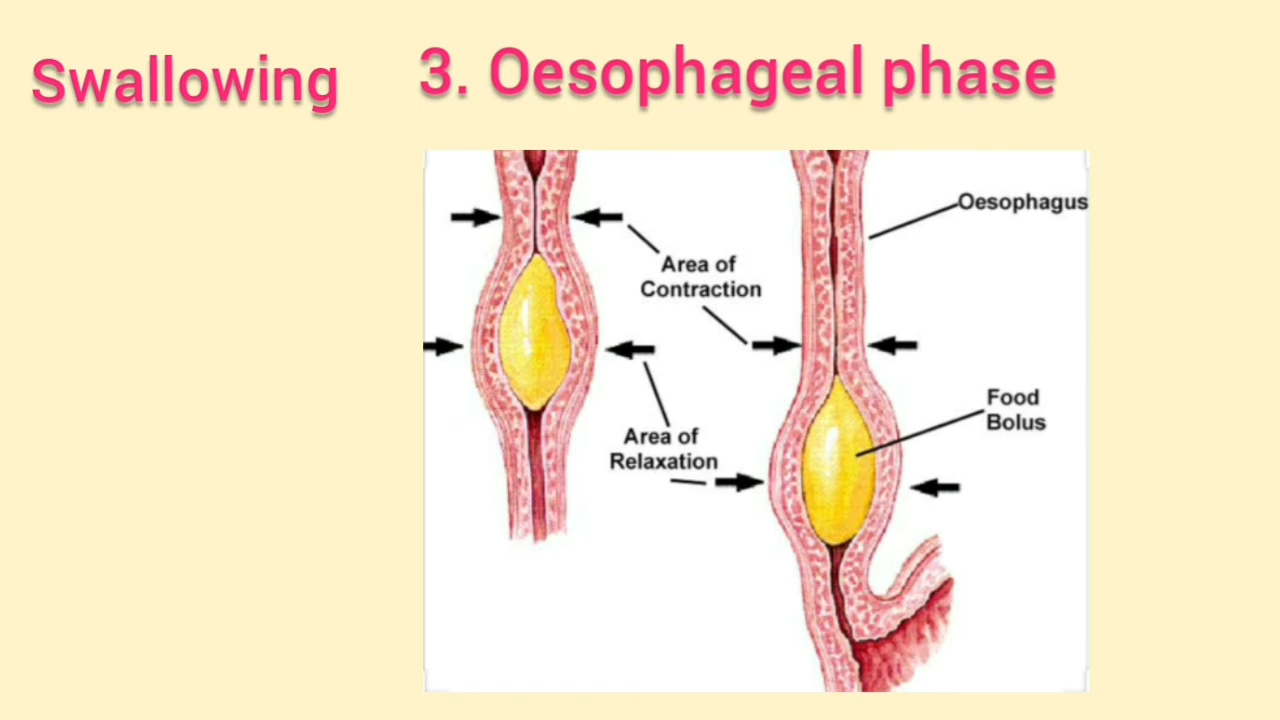 Swallowing
3. Oesophageal phase
Oesophagus
Area of
Contraction
Food
Bolus
Area of
Relaxation